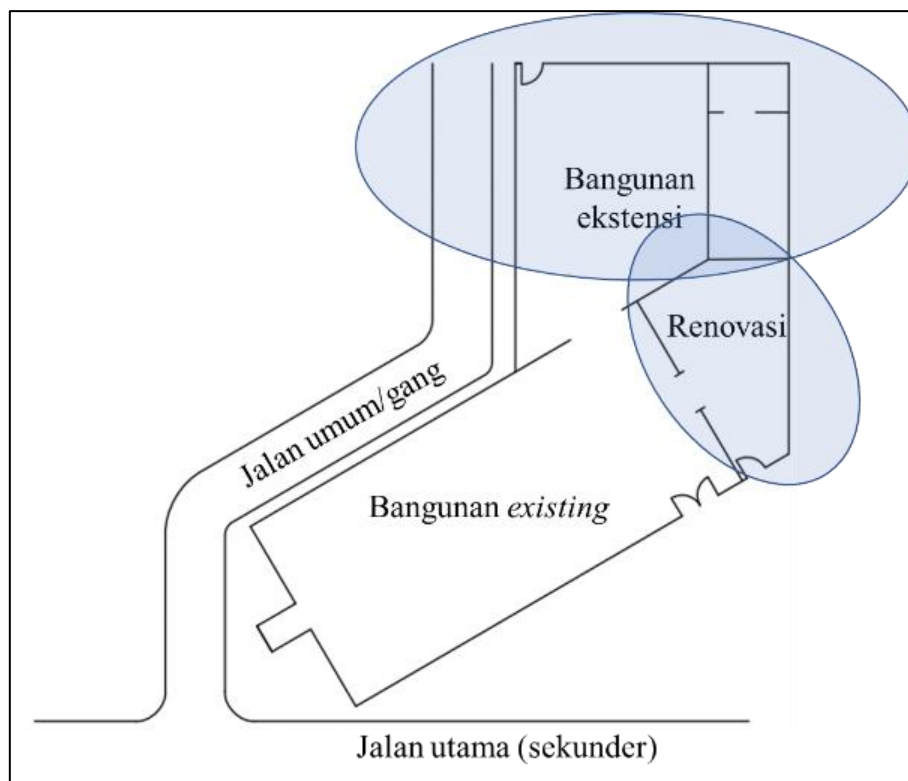 Bangunan
ekstensi
Renovasi
Jalan umum/gang
Bangunan existing
Jalan utama (sekunder)